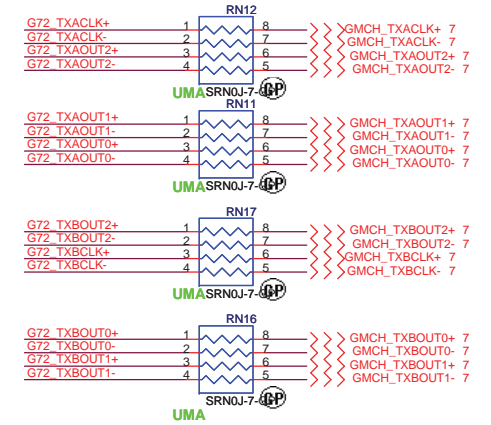 RN12
G72_TXACLK+ 1 8 GMCH_TXACLK+ 7
G72_TXACLK- 2 7 GMCH_TXACLK- 7
G72_TXAOUT2+ 3 6 GMCH_TXAOUT2+ 7
G72_TXAOUT2- 4 5 GMCH_TXAOUT2- 7
UMA SRN0J-7- GP
RN11
G72_TXAOUT1+ 1 8 GMCH_TXAOUT1+ 7
G72_TXAOUT1- 2 7 GMCH_TXAOUT1- 7
G72_TXAOUT0+ 3 6 GMCH_TXAOUT0+ 7
G72_TXAOUT0- 4 5 GMCH_TXAOUT0- 7
UMA SRN0J-7- GP
RN17
G72_TXBOUT2+ 1 8 GMCH_TXBOUT2+ 7
G72_TXBOUT2- 2 7 GMCH_TXBOUT2- 7
G72_TXBCLK+ 3 6 GMCH_TXBCLK+ 7
G72_TXBCLK- 4 5 GMCH_TXBCLK- 7
UMA SRN0J-7- GP
RN16
G72_TXBOUT0+ 1 8 GMCH_TXBOUT0+ 7
G72_TXBOUT0- 2 7 GMCH_TXBOUT0- 7
G72_TXBOUT1+ 3 6 GMCH_TXBOUT1+ 7
G72_TXBOUT1- 4 5 GMCH_TXBOUT1- 7
SRN0J-7- GP
UMA